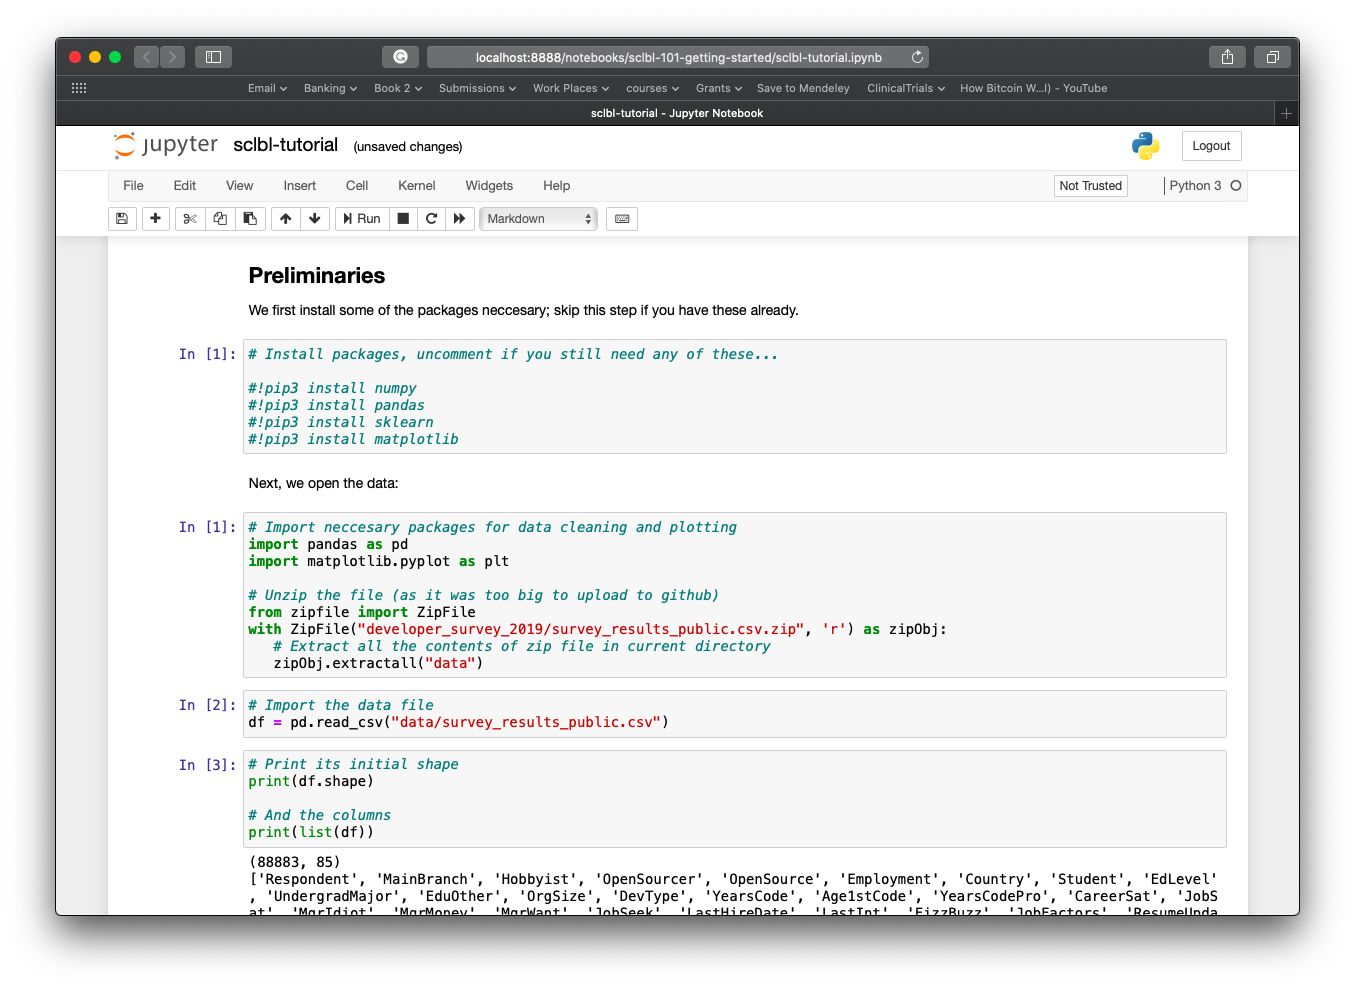 localhost:8888/notebooks/sclbl-101-getting-started/sclbl-tutorial.ipynb
Email Banking Book 2 Submissions Work Places courses Grants Save to Mendeley ClinicalTrials How Bitcoin W...l) - YouTube
sclbl-tutorial - Jupyter Notebook
jupyter sclbl-tutorial (unsaved changes) Logout
File Edit View Insert Cell Kernel Widgets Help Not Trusted Python 3
Run Markdown
Preliminaries
We first install some of the packages neccesary; skip this step if you have these already.
In [1]: # Install packages, uncomment if you still need any of these...
#!pip3 install numpy
#!pip3 install pandas
#!pip3 install sklearn
#!pip3 install matplotlib
Next, we open the data:
In [1]: # Import neccesary packages for data cleaning and plotting
import pandas as pd
import matplotlib.pyplot as plt
# Unzip the file (as it was too big to upload to github)
from zipfile import ZipFile
with ZipFile("developer_survey_2019/survey_results_public.csv.zip", 'r') as zipObj:
# Extract all the contents of zip file in current directory
zipObj.extractall("data")
In [2]: # Import the data file
df = pd.read_csv("data/survey_results_public.csv")
In [3]: # Print its initial shape
print(df.shape)
# And the columns
print(list(df))
(88883, 85)
['Respondent', 'MainBranch', 'Hobbyist', 'OpenSourcer', 'OpenSource', 'Employment', 'Country', 'Student', 'EdLevel'
, 'UndergradMajor', 'EduOther', 'OrgSize', 'DevType', 'YearsCode', 'Age1stCode', 'YearsCodePro', 'CareerSat', 'JobS
at', 'MgrIdiot', 'MgrMoney', 'MgrWant', 'JobSeek', 'LastHireDate', 'LastInt', 'FizzBuzz', 'JobFactors', 'ResumeUpda